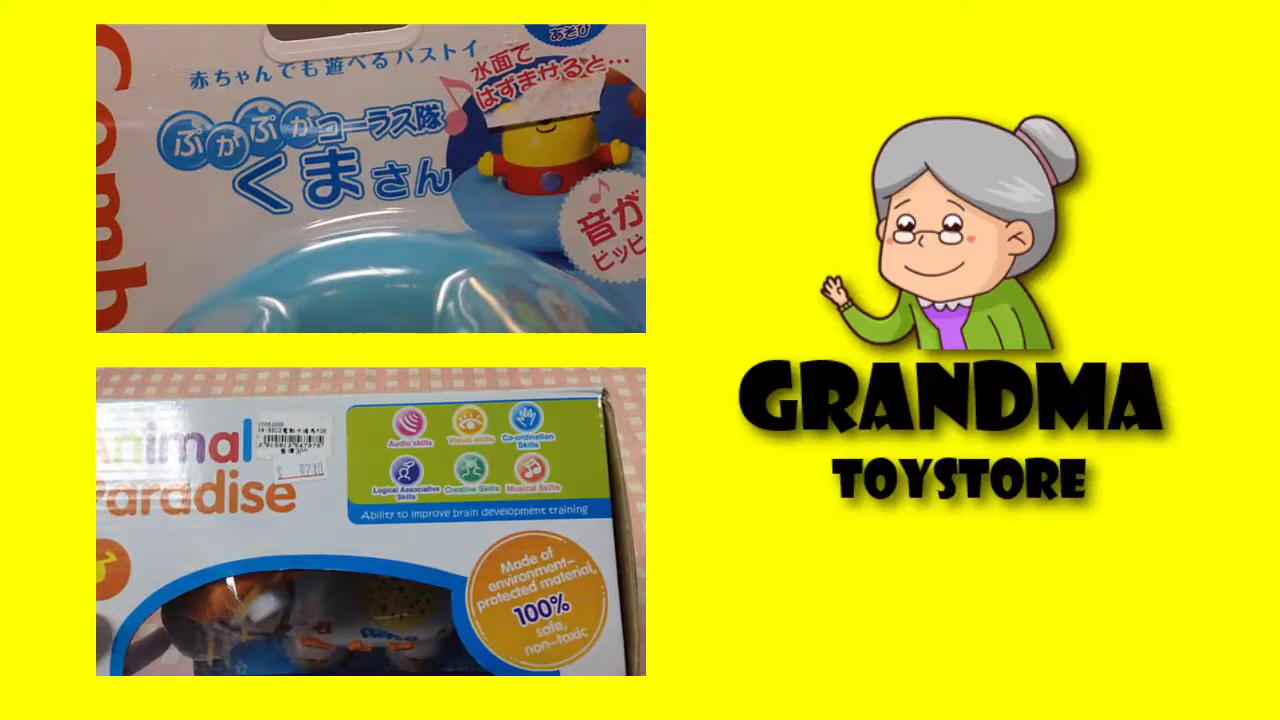 Comb
あそび
赤ちゃんでも遊べるバストイ
水面で
はずませると…
ぷかぷかコーラス隊
くまさん
音が
ピッピ
Animal
Paradise
Audio skills
Visual skills
Co-ordination
Skills
Logical Associative
Skills
Creative Skills
Musical Skills
Ability to improve brain development training
Made of
environment-
protected material,
100%
safe,
non-toxic
GRANDMA
TOYSTORE